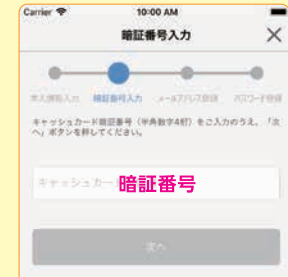 Carrier 10:00 AM
暗証番号入力
本人情報入力 暗証番号入力 メールアドレス登録 パスワード登録
キャッシュカード暗証番号(半角数字4桁)をご入力のうえ、「次
へ」ボタンを押してください。
キャッシュカード 暗証番号
次へ